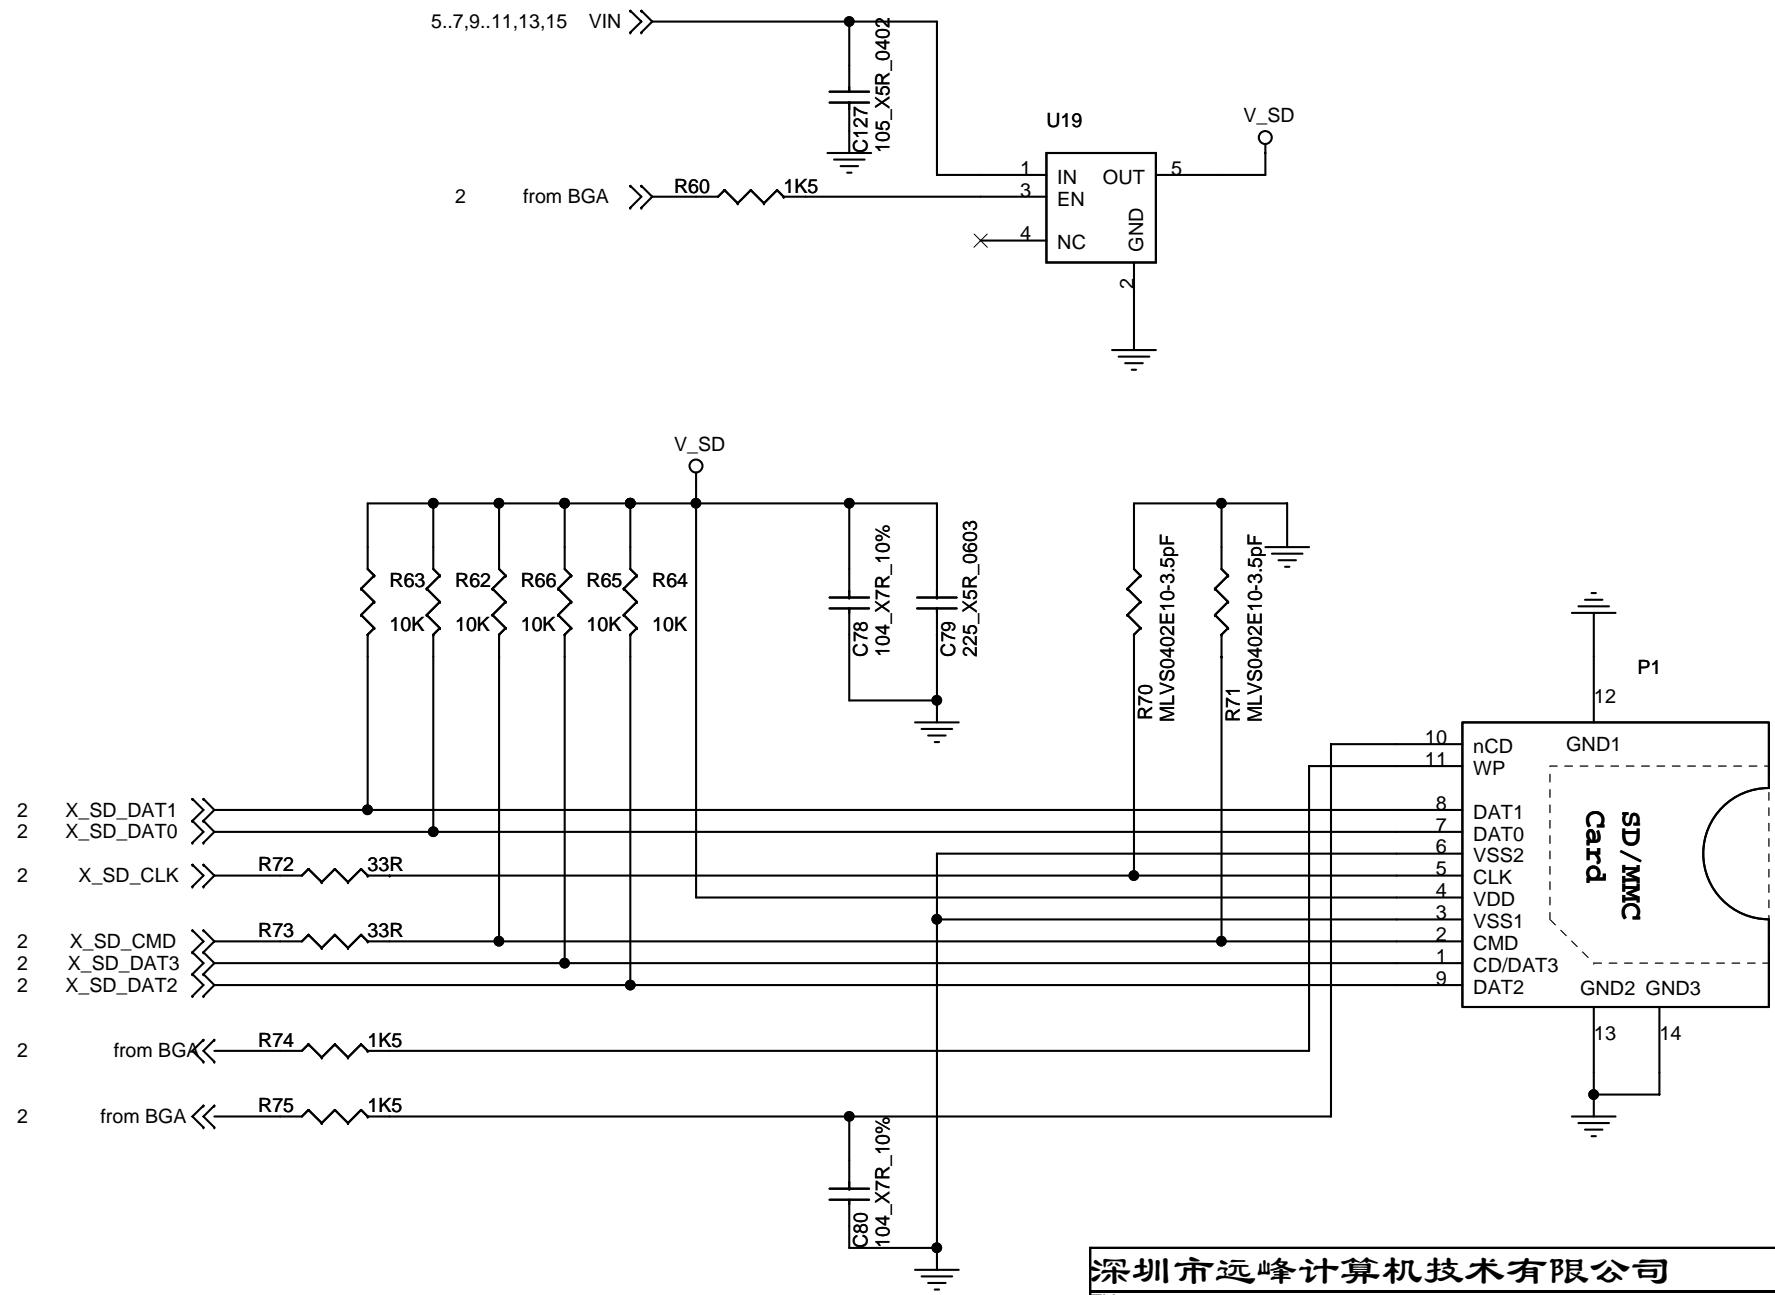 5..7,9..11,13,15 VIN
C127
105_X5R_0402
U19
V_SD
1 IN OUT 5
2 from BGA R60 1K5 3 EN
4 NC
GND
2
V_SD
R63 R62 R66 R65 R64
10K 10K 10K 10K 10K
C78
104_X7R_10%
C79
225_X5R_0603
R70
MLVS0402E10-3.5pF
R71
MLVS0402E10-3.5pF
P1
12
10 nCD GND1
11 WP
2 X_SD_DAT1 8 DAT1
2 X_SD_DAT0 7 DAT0
6 VSS2
2 X_SD_CLK R72 33R 5 CLK
4 VDD
3 VSS1
2 X_SD_CMD R73 33R 2 CMD
2 X_SD_DAT3 1 CD/DAT3
2 X_SD_DAT2 9 DAT2
SD/MMC
Card
GND2 GND3
13 14
2 from BGA R74 1K5
2 from BGA R75 1K5
C80
104_X7R_10%
深圳市远峰计算机技术有限公司